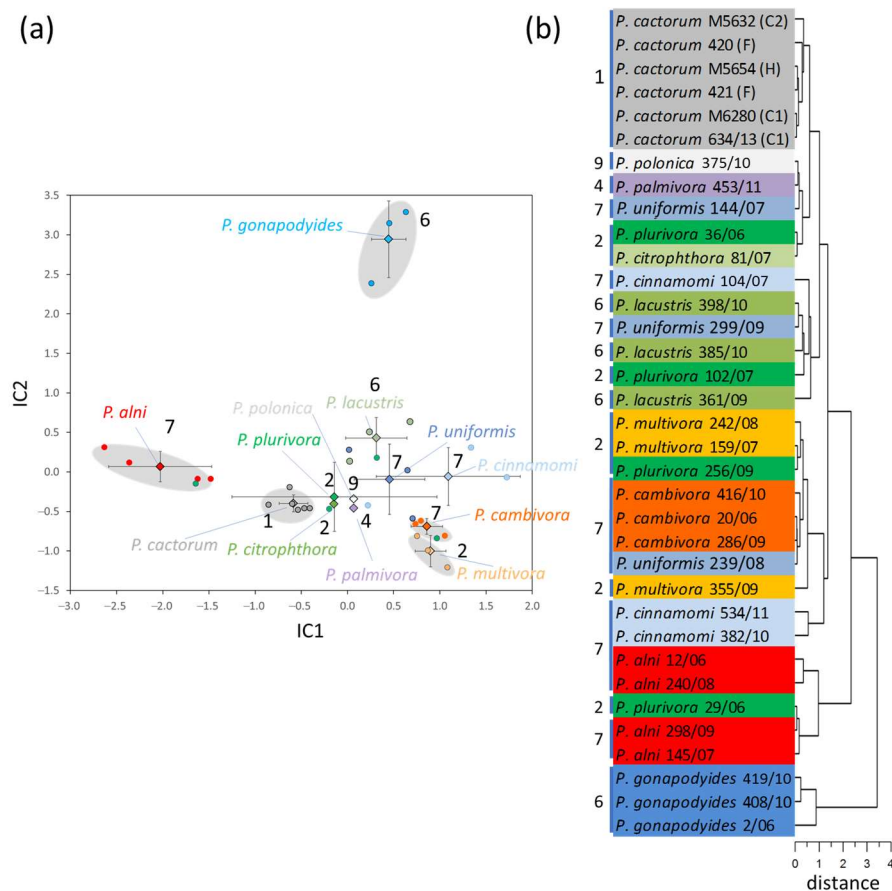 (a)
3.5
3.0
2.5
2.0
1.5
1.0
0.5
0.0
−0.5
−1.0
−1.5
IC2
−3.0
−2.5
−2.0
−1.5
−1.0
−0.5
0.0
0.5
1.0
1.5
2.0
IC1
P. gonapodyides
6
6
P. alni
7
P. polonica
P. lacustris
P. plurivora
P. uniformis
2
9
7
7
P. cinnamomi
1
2
4
7
P. cambivora
P. cactorum
P. citrophthora
2
P. palmivora
P. multivora
(b)
1
P. cactorum M5632 (C2)
P. cactorum 420 (F)
P. cactorum M5654 (H)
P. cactorum 421 (F)
P. cactorum M6280 (C1)
P. cactorum 634/13 (C1)
9 P. polonica 375/10
4 P. palmivora 453/11
7 P. uniformis 144/07
2 P. plurivora 36/06
P. citrophthora 81/07
7 P. cinnamomi 104/07
6 P. lacustris 398/10
7 P. uniformis 299/09
6 P. lacustris 385/10
2 P. plurivora 102/07
6 P. lacustris 361/09
2
P. multivora 242/08
P. multivora 159/07
P. plurivora 256/09
7
P. cambivora 416/10
P. cambivora 20/06
P. cambivora 286/09
P. uniformis 239/08
2 P. multivora 355/09
7
P. cinnamomi 534/11
P. cinnamomi 382/10
P. alni 12/06
P. alni 240/08
2 P. plurivora 29/06
7
P. alni 298/09
P. alni 145/07
6
P. gonapodyides 419/10
P. gonapodyides 408/10
P. gonapodyides 2/06
0 1 2 3 4
distance